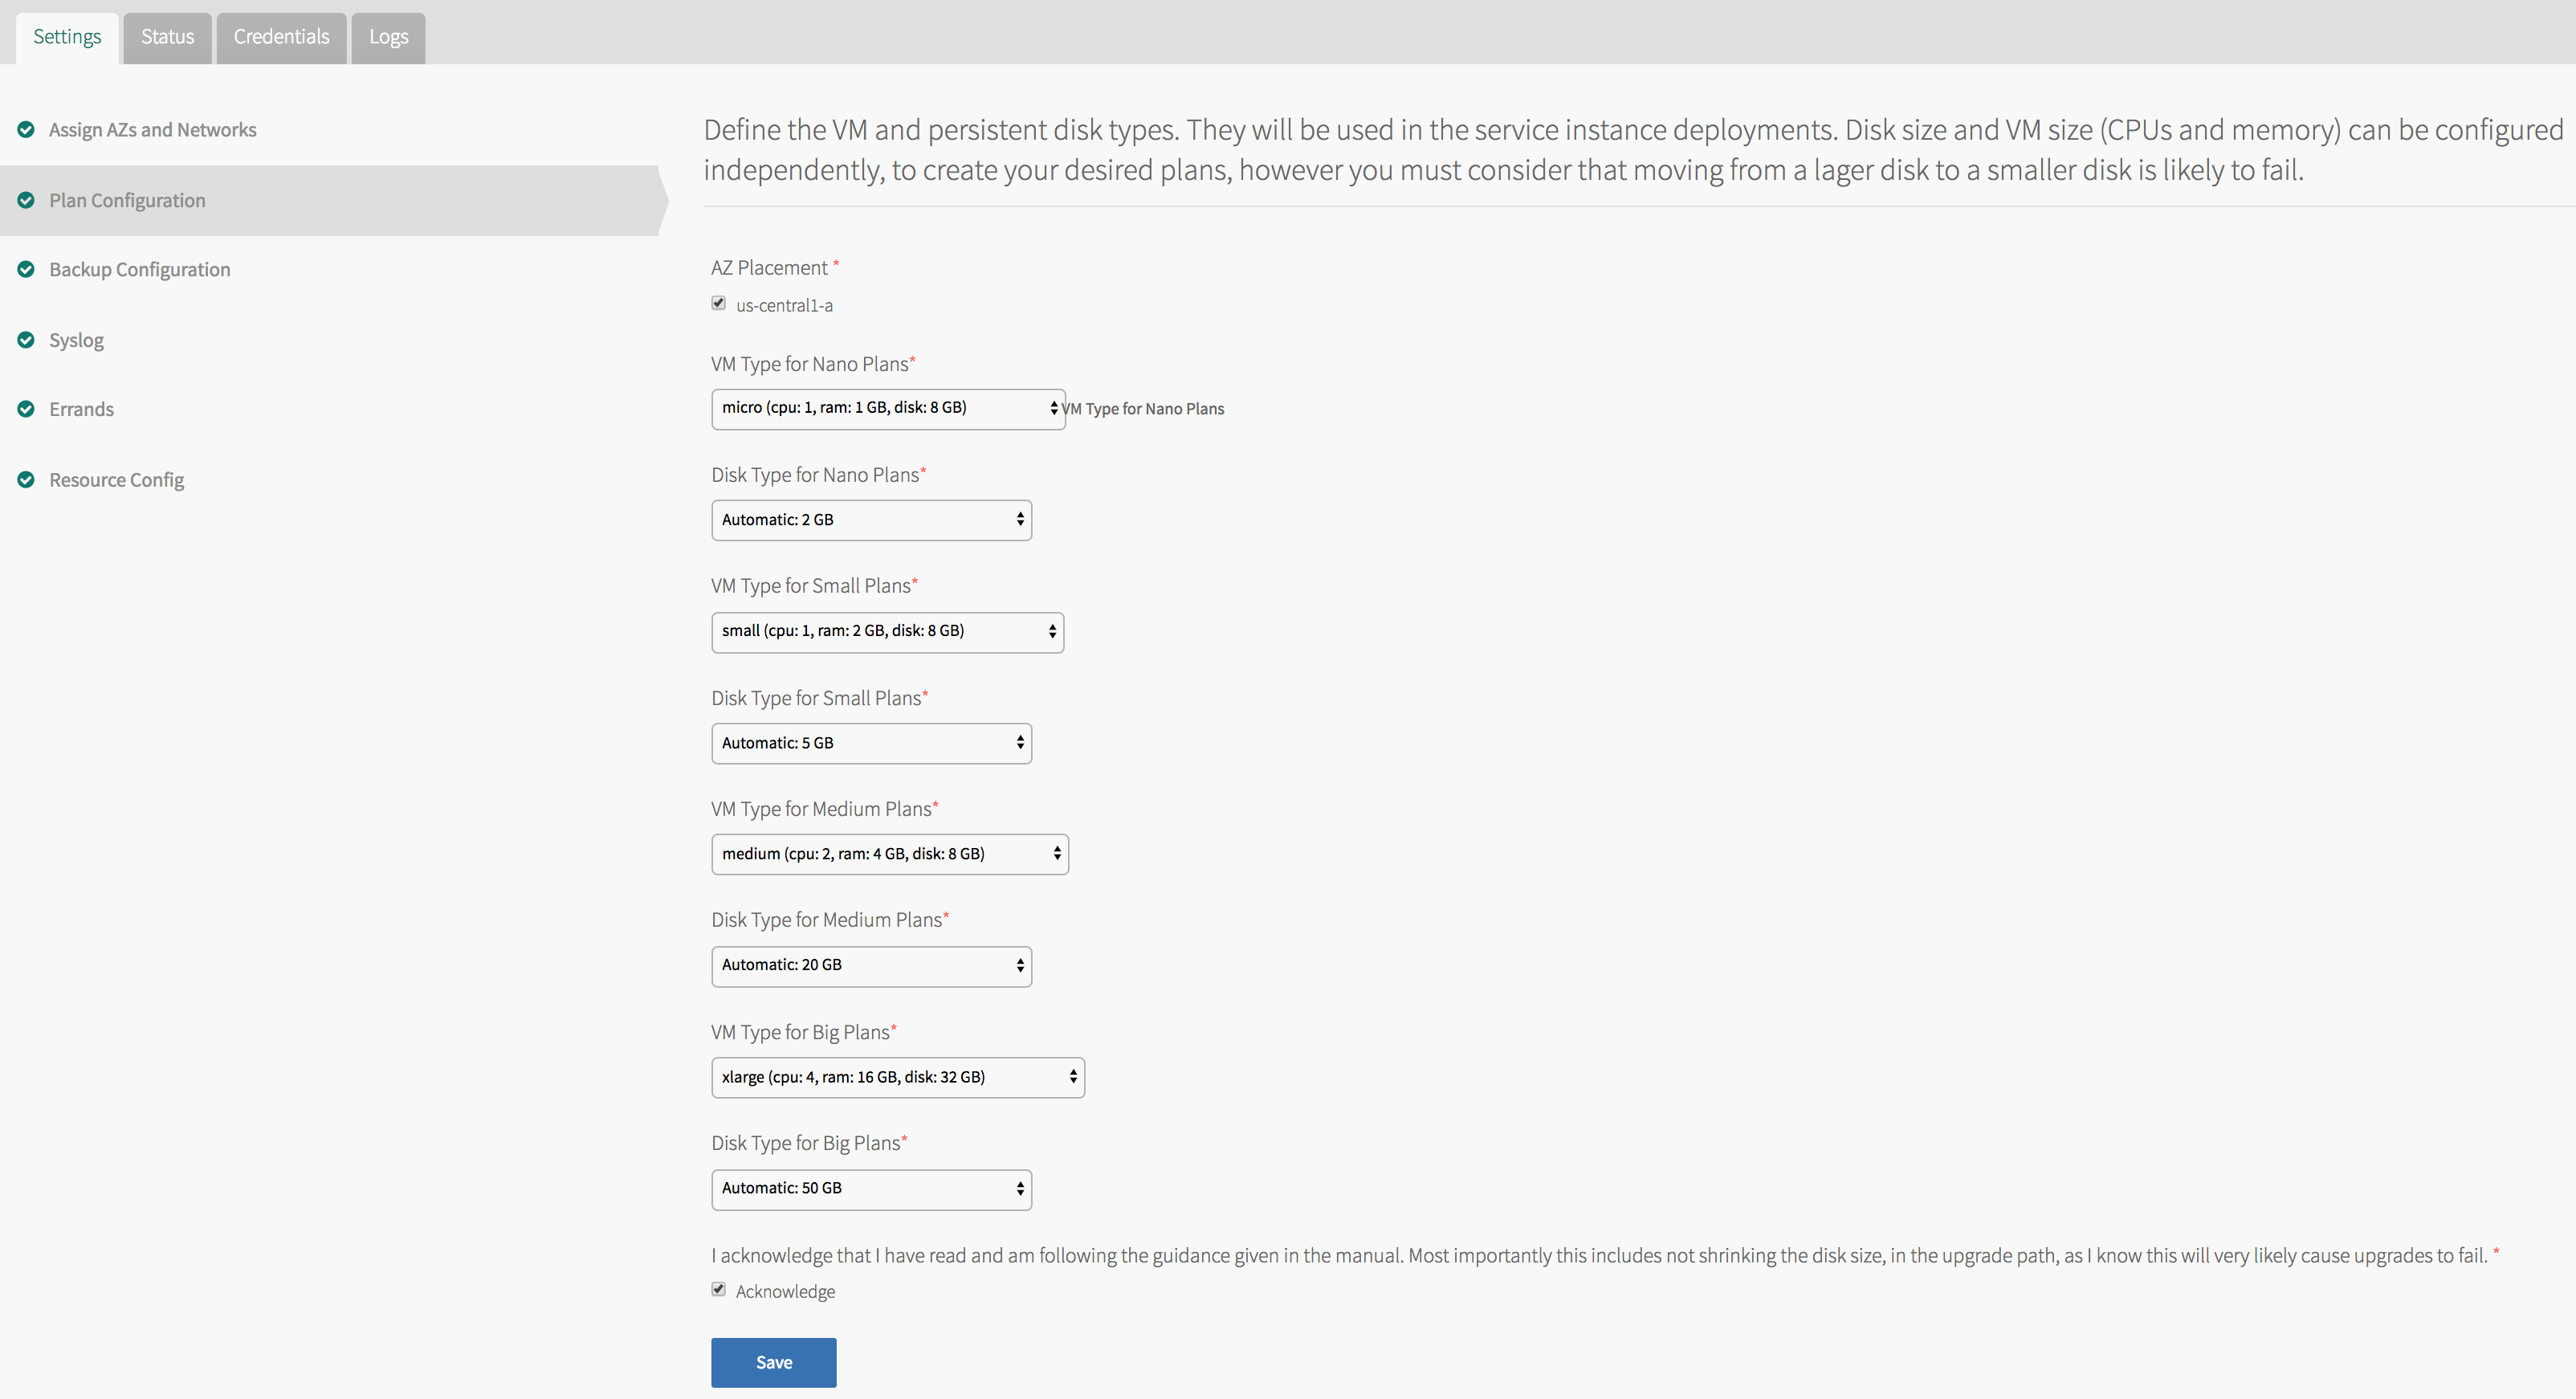 Settings
Status
Credentials
Logs
Assign AZs and Networks
Plan Configuration
Backup Configuration
Syslog
Errands
Resource Config
Define the VM and persistent disk types. They will be used in the service instance deployments. Disk size and VM size (CPUs and memory) can be configured
independently, to create your desired plans, however you must consider that moving from a lager disk to a smaller disk is likely to fail.
AZ Placement *
us-central1-a
VM Type for Nano Plans*
micro (cpu: 1, ram: 1 GB, disk: 8 GB)
VM Type for Nano Plans
Disk Type for Nano Plans*
Automatic: 2 GB
VM Type for Small Plans*
small (cpu: 1, ram: 2 GB, disk: 8 GB)
Disk Type for Small Plans*
Automatic: 5 GB
VM Type for Medium Plans*
medium (cpu: 2, ram: 4 GB, disk: 8 GB)
Disk Type for Medium Plans*
Automatic: 20 GB
VM Type for Big Plans*
xlarge (cpu: 4, ram: 16 GB, disk: 32 GB)
Disk Type for Big Plans*
Automatic: 50 GB
I acknowledge that I have read and am following the guidance given in the manual. Most importantly this includes not shrinking the disk size, in the upgrade path, as I know this will very likely cause upgrades to fail. *
Acknowledge
Save